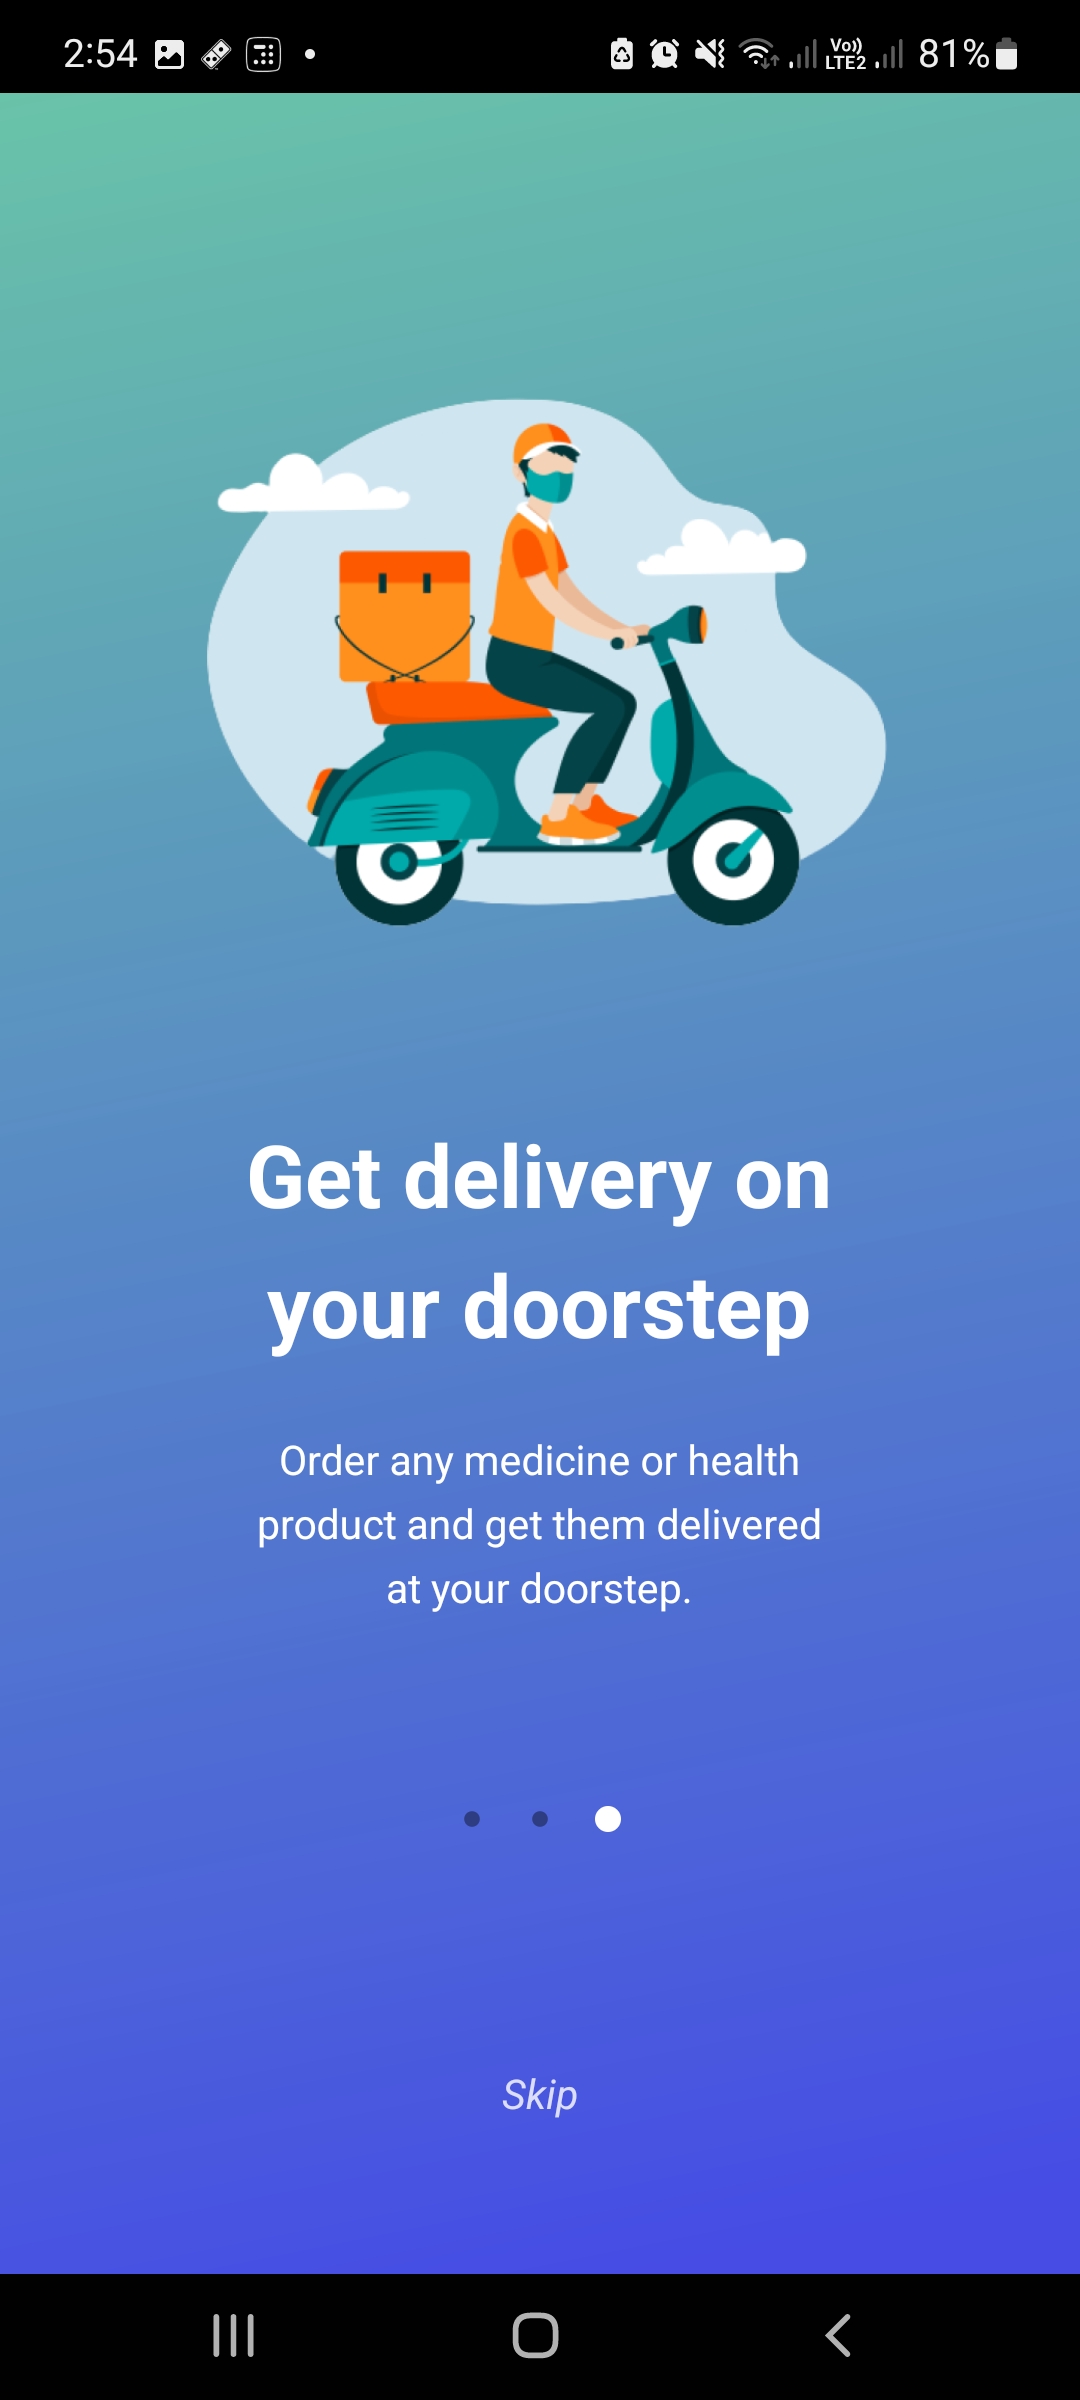 2:54 Vo)) LTE2 81%
Get delivery on
your doorstep
Order any medicine or health
product and get them delivered
at your doorstep.
Skip